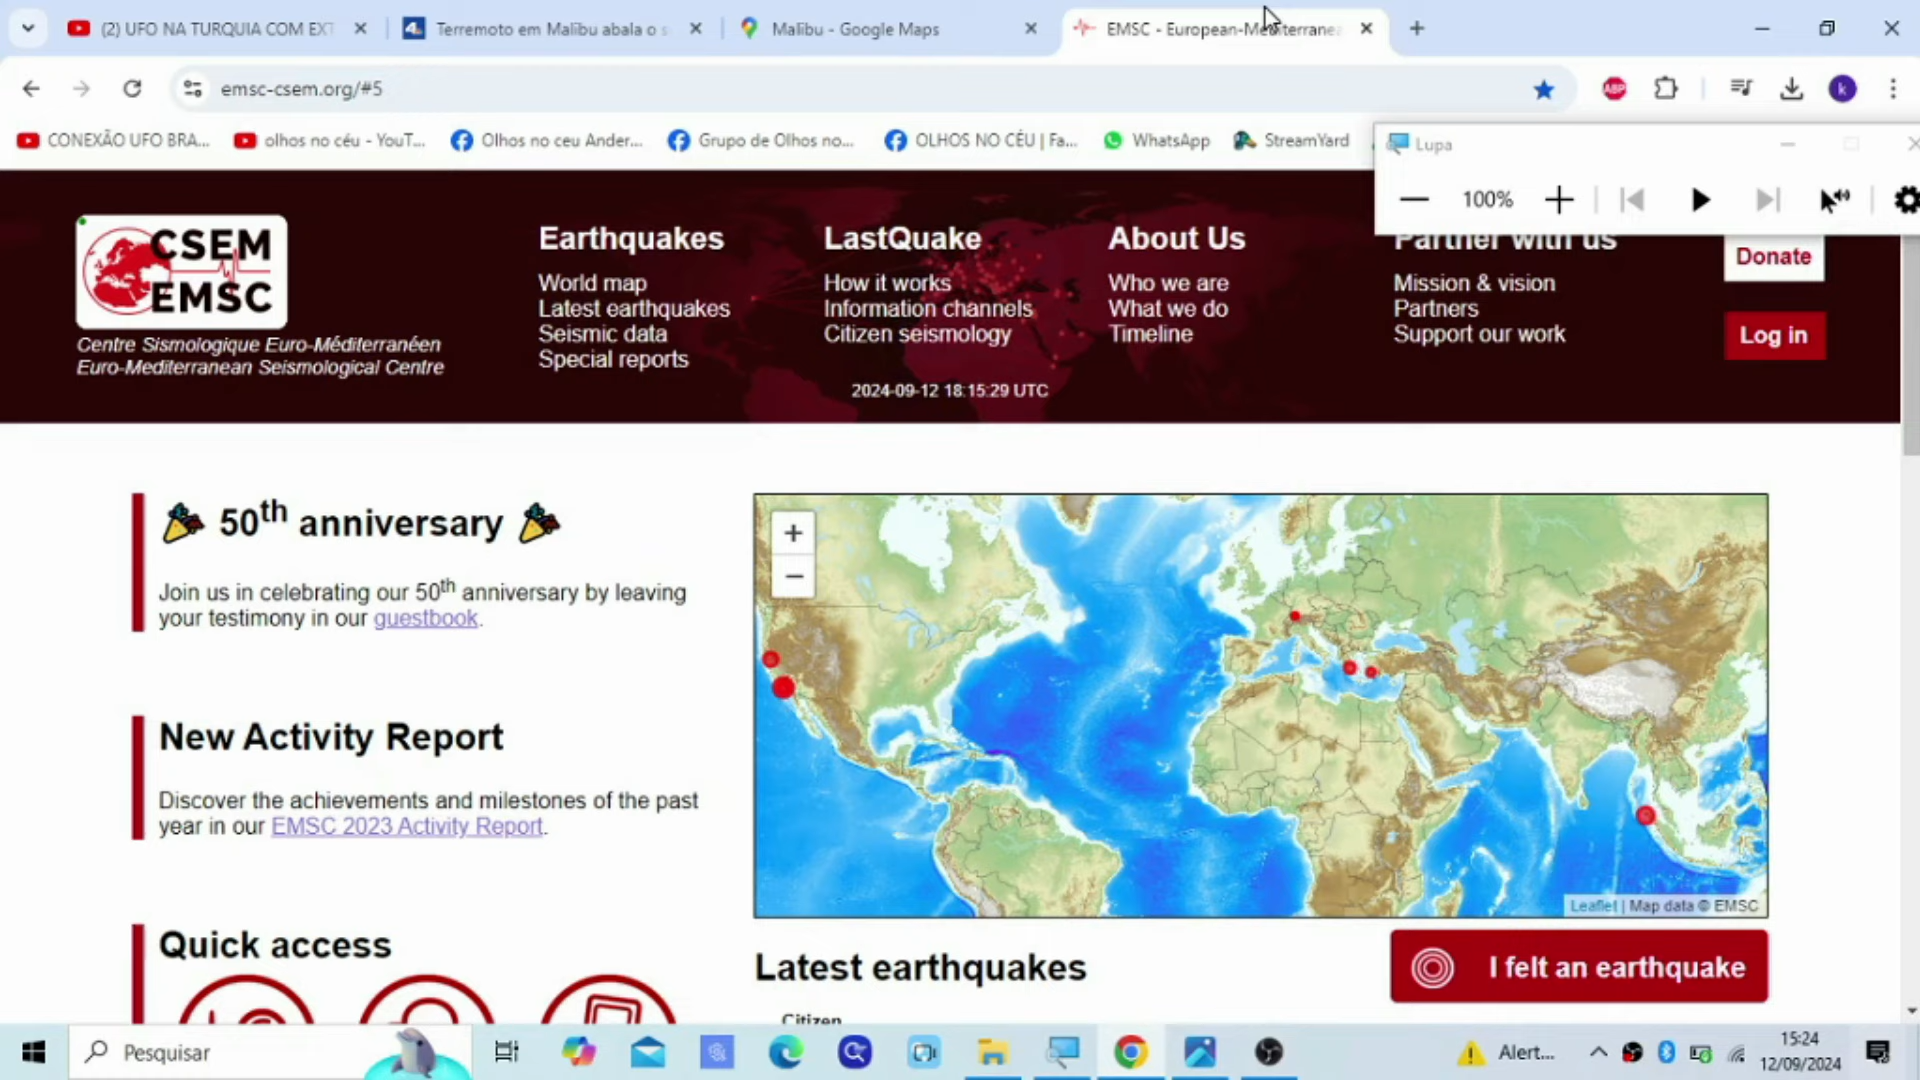 (2) UFO NA TURQUIA COM EXT
Terremoto em Malibu abala o s
Malibu - Google Maps
EMSC - European-Mediterranea
emsc-csem.org/#5
ABP
k
CONEXÃO UFO BRA...
olhos no céu - YouT...
Olhos no ceu Ander...
Grupo de Olhos no...
OLHOS NO CÉU | Fa...
WhatsApp
StreamYard
Lupa
100%
CSEM
EMSC
Centre Sismologique Euro-Méditerranéen
Euro-Mediterranean Seismological Centre
Earthquakes
World map
Latest earthquakes
Seismic data
Special reports
LastQuake
How it works
Information channels
Citizen seismology
About Us
Who we are
What we do
Timeline
Partner with us
Mission & vision
Partners
Support our work
Donate
Log in
2024-09-12 18:15:29 UTC
50th anniversary
Join us in celebrating our 50th anniversary by leaving
your testimony in our guestbook.
New Activity Report
Discover the achievements and milestones of the past
year in our EMSC 2023 Activity Report.
Quick access
+
−
Leaflet | Map data © EMSC
Latest earthquakes
I felt an earthquake
Citizen
Pesquisar
Alert...
15:24
12/09/2024